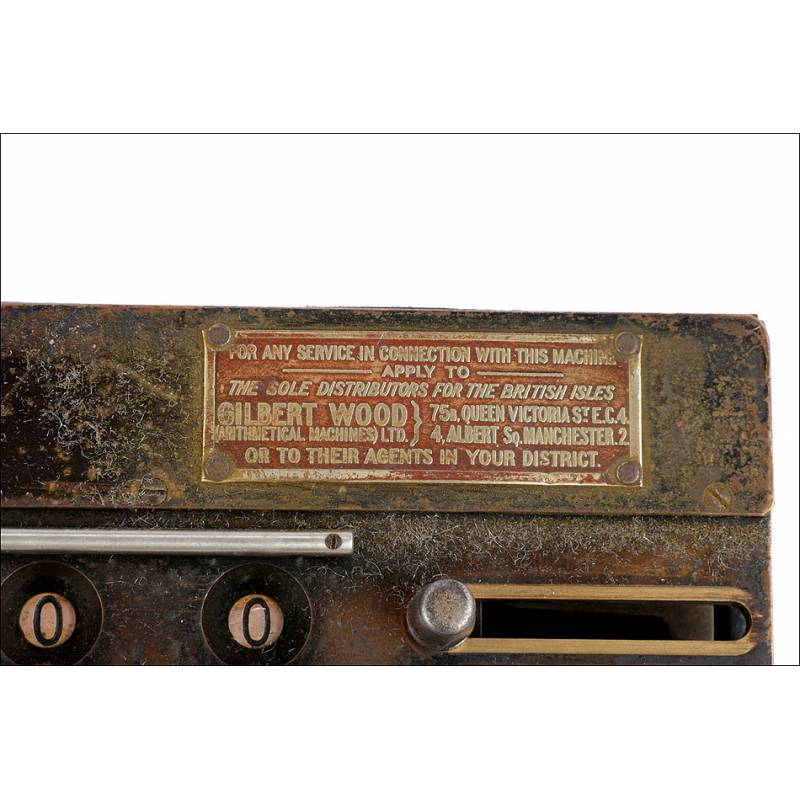 FOR ANY SERVICE IN CONNECTION WITH THIS MACHINE
APPLY TO
THE SOLE DISTRIBUTORS FOR THE BRITISH ISLES
GILBERT WOOD } 75B, QUEEN VICTORIA ST E.C.4.
(ARITHMETICAL MACHINES) LTD. 4, ALBERT SQ. MANCHESTER. 2
OR TO THEIR AGENTS IN YOUR DISTRICT.
0 0